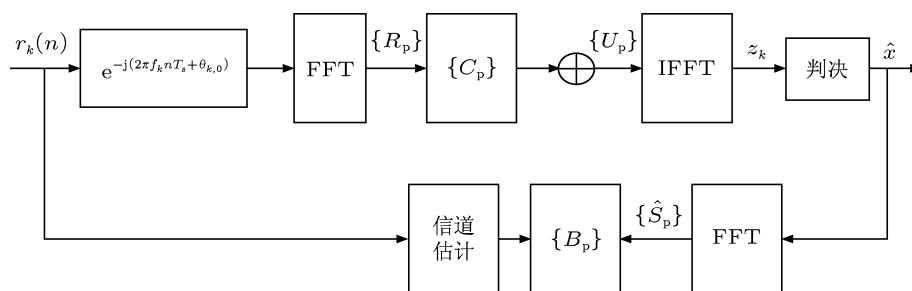 r_k(n)
e^{-j(2πf_k nT_s+θ_{k,0})}
FFT
{R_p}
{C_p}
{U_p}
IFFT
z_k
判决
x̂
信道
估计
{B_p}
{Ŝ_p}
FFT